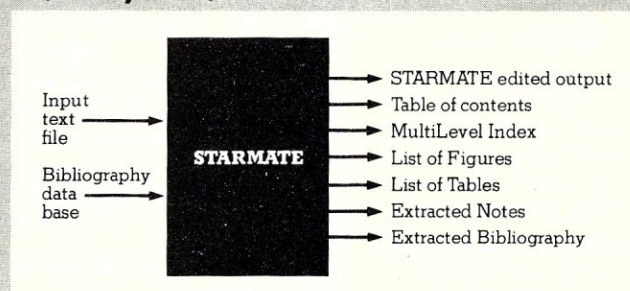 Input
text
file
Bibliography
data
base
STARMATE
STARMATE edited output
Table of contents
MultiLevel Index
List of Figures
List of Tables
Extracted Notes
Extracted Bibliography